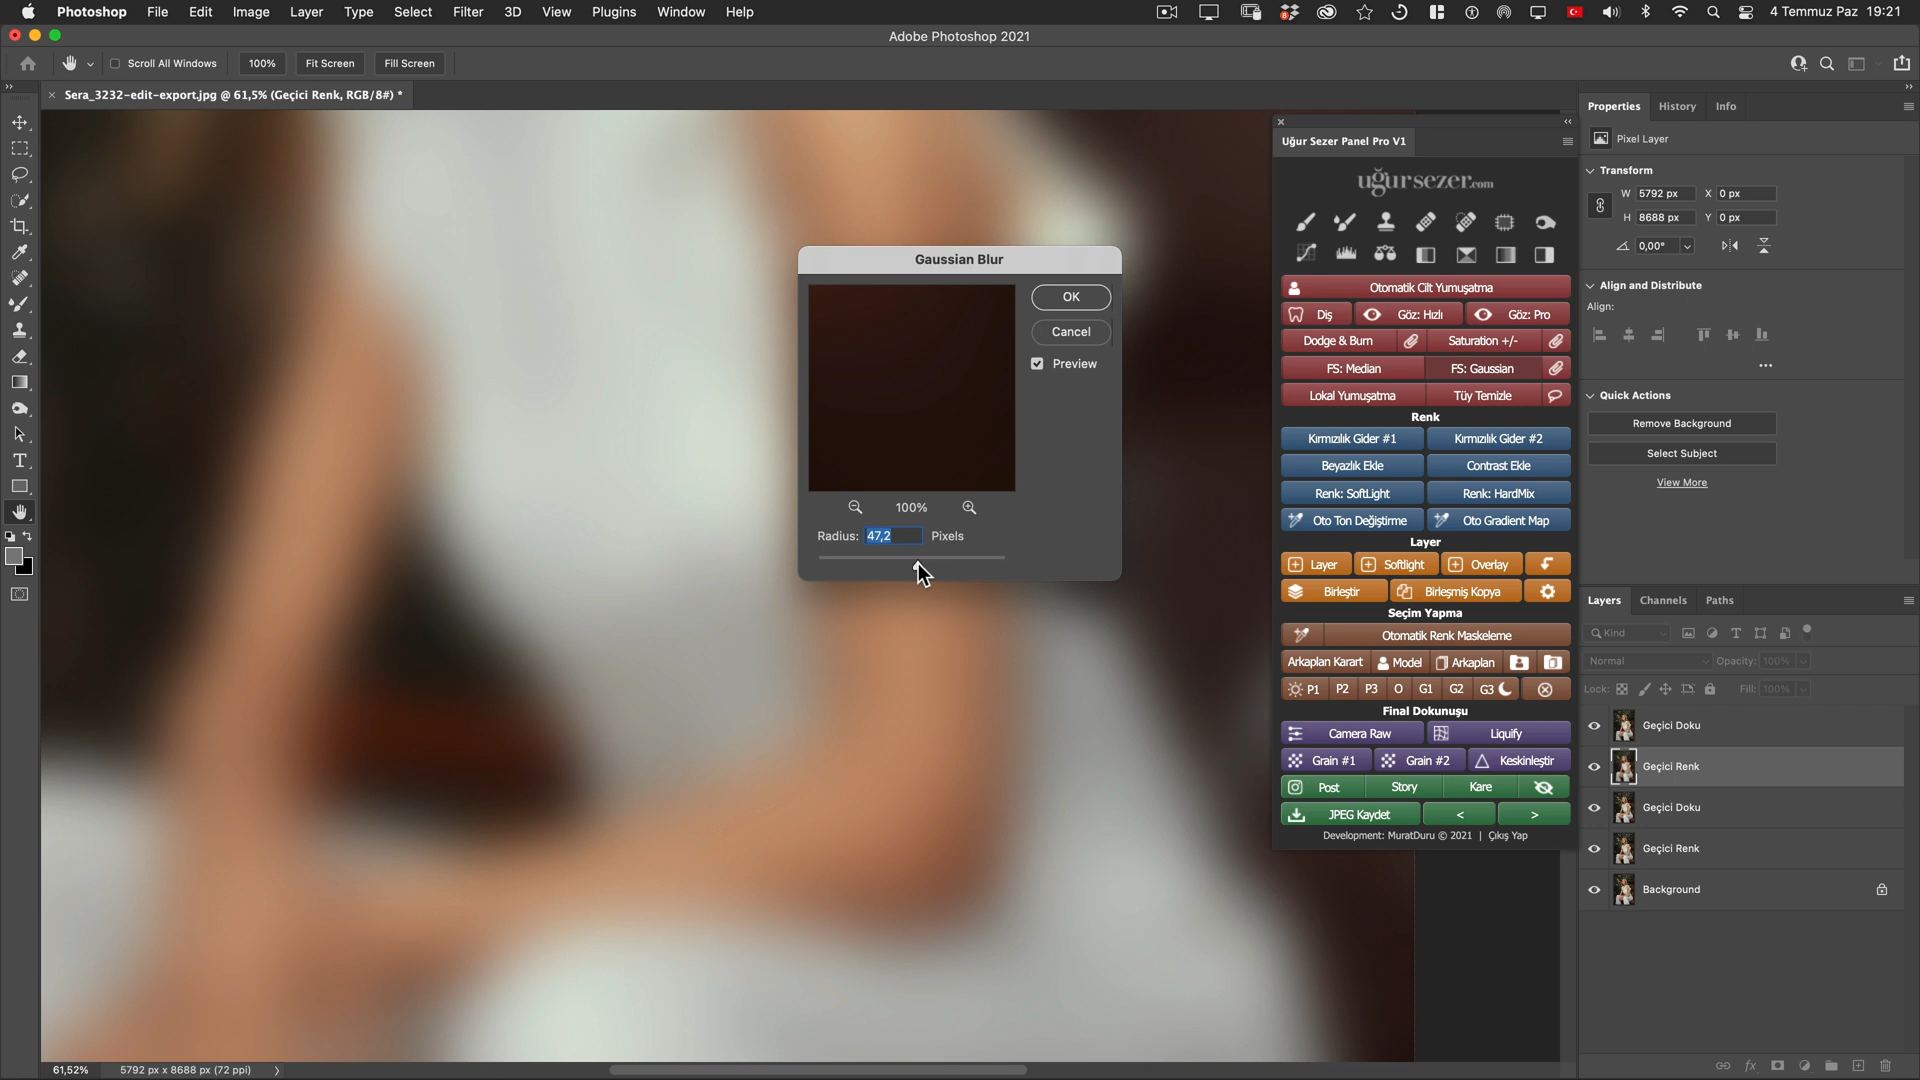 Photoshop File Edit Image Layer Type Select Filter 3D View Plugins Window Help 8 4 Temmuz Paz 19:21
Adobe Photoshop 2021
Scroll All Windows 100% Fit Screen Fill Screen
Sera_3232-edit-export.jpg @ 61,5% (Geçici Renk, RGB/8#) *
Gaussian Blur
OK
Cancel
Preview
100%
Radius: 47,2 Pixels
61,52% 5792 px x 8688 px (72 ppi)
Uğur Sezer Panel Pro V1
uğursezer.com
Otomatik Cilt Yumuşatma
Diş Göz: Hızlı Göz: Pro
Dodge & Burn Saturation +/-
FS: Median FS: Gaussian
Lokal Yumuşatma Tüy Temizle
Renk
Kırmızılık Gider #1 Kırmızılık Gider #2
Beyazlık Ekle Contrast Ekle
Renk: SoftLight Renk: HardMix
Oto Ton Değiştirme Oto Gradient Map
Layer
Layer Softlight Overlay
Birleştir Birleşmiş Kopya
Seçim Yapma
Otomatik Renk Maskeleme
Arkaplan Karart Model Arkaplan
P1 P2 P3 O G1 G2 G3
Final Dokunuşu
Camera Raw Liquify
Grain #1 Grain #2 Keskinleştir
Post Story Kare
JPEG Kaydet < >
Development: MuratDuru © 2021 | Çıkış Yap
Properties History Info
Pixel Layer
Transform
W 5792 px X 0 px
H 8688 px Y 0 px
0,00°
Align and Distribute
Align:
Quick Actions
Remove Background
Select Subject
View More
Layers Channels Paths
Kind
Normal Opacity: 100%
Lock: Fill: 100%
Geçici Doku
Geçici Renk
Geçici Doku
Geçici Renk
Background